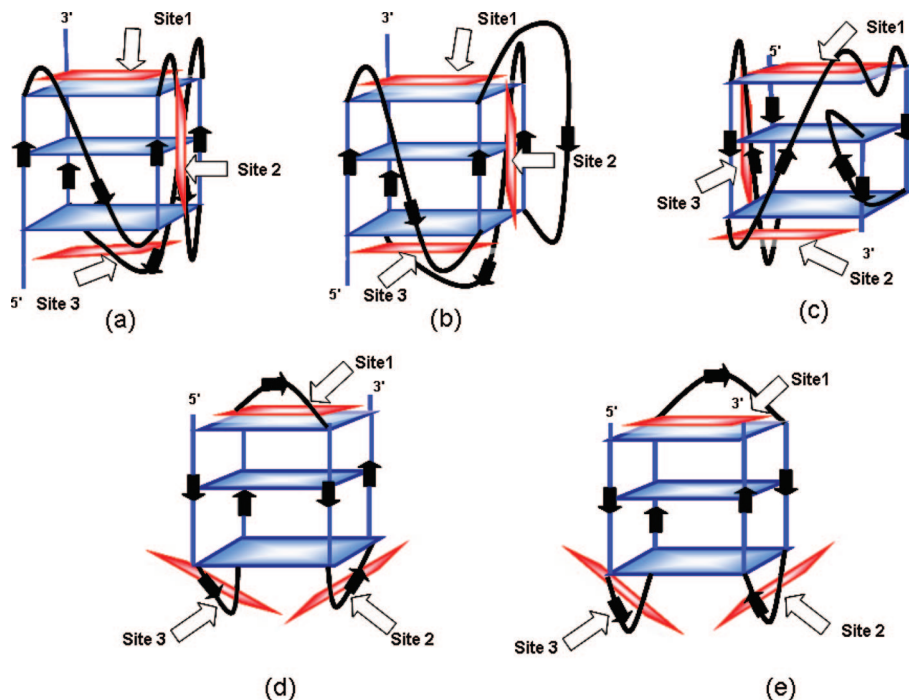 3' Site1 3' Site1 Site1
5'
Site 2 Site 2
Site 3
Site 3 Site 3 3'
5' 5' Site 2
(a) (b) (c)
Site1 3' Site1
5' 5' 3'
Site 3 Site 2 Site 3 Site 2
(d) (e)